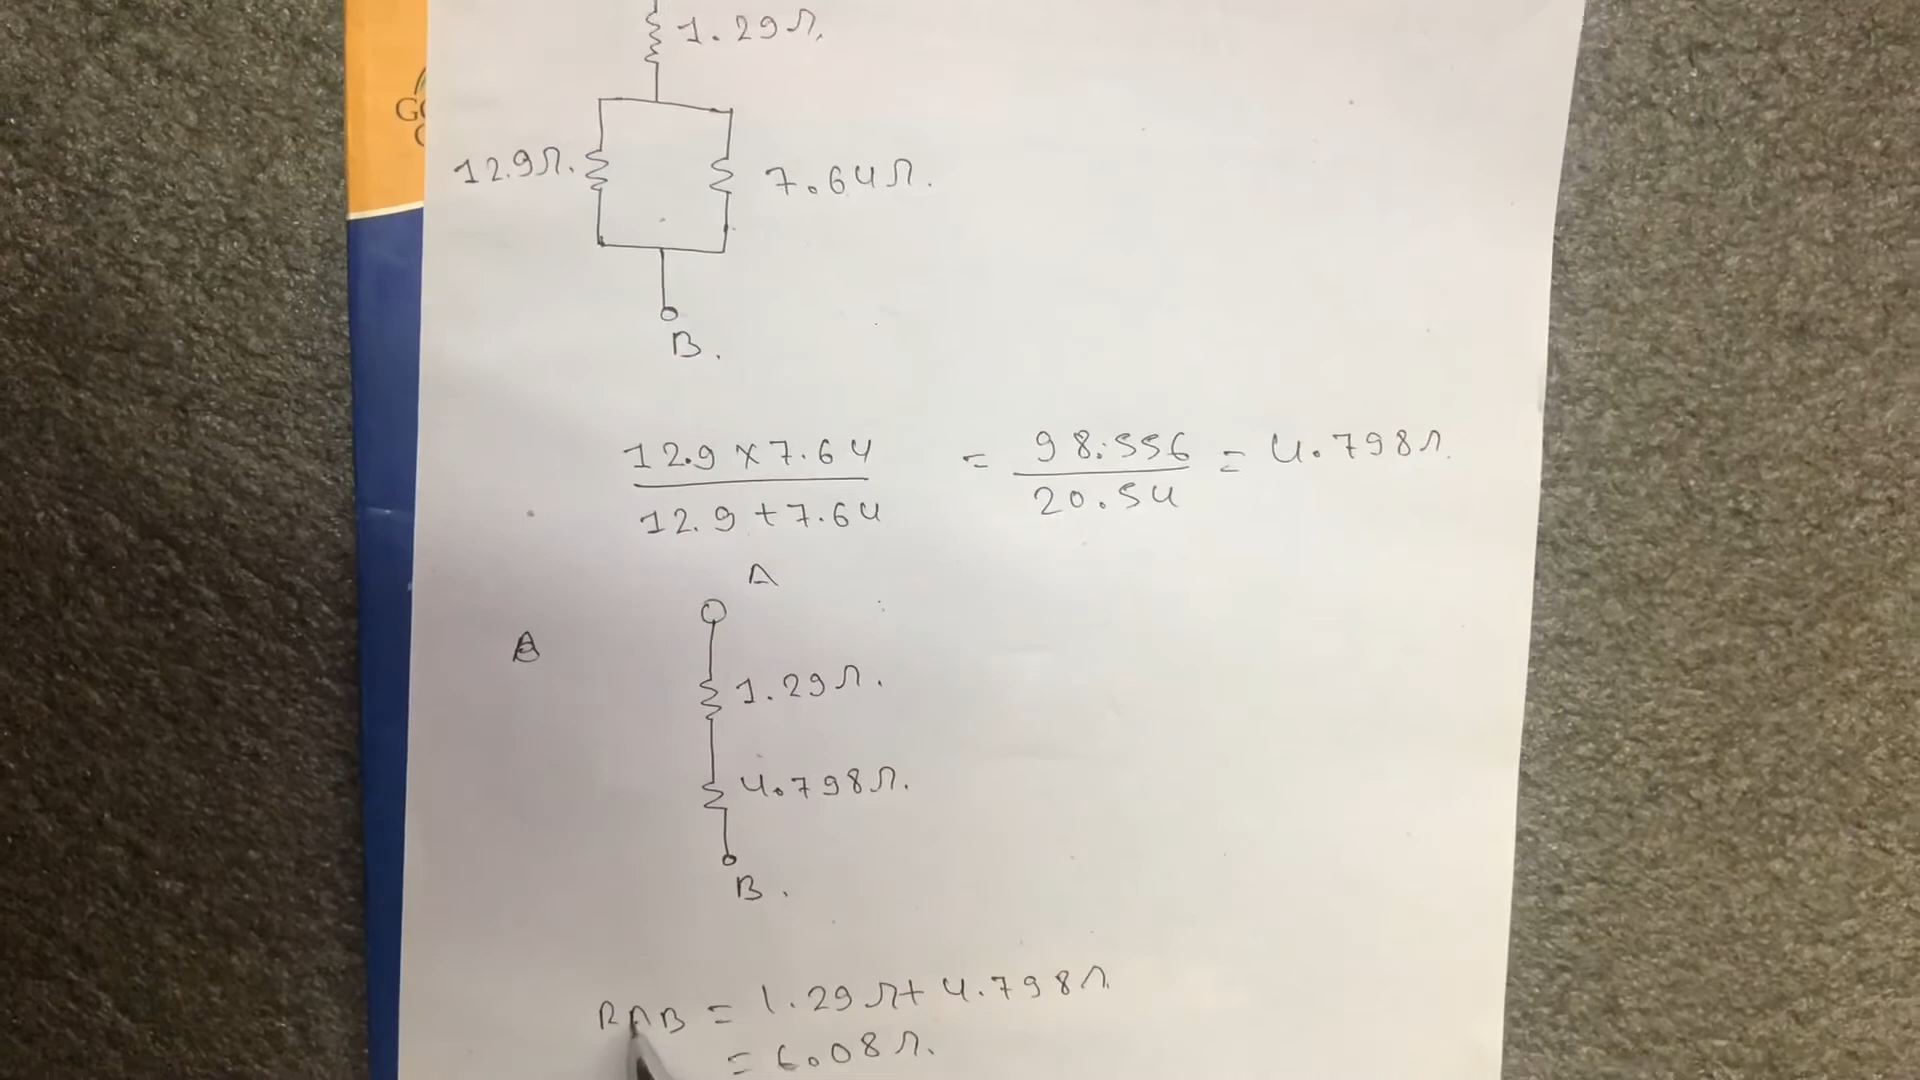 1.29Ω.
12.9Ω.
7.64Ω.
B.
12.9 × 7.64 / 12.9 + 7.64 = 98.556 / 20.54 = 4.798Ω.
A
1.29Ω.
4.798Ω.
B.
RAB = 1.29Ω + 4.798Ω
= 6.08Ω.